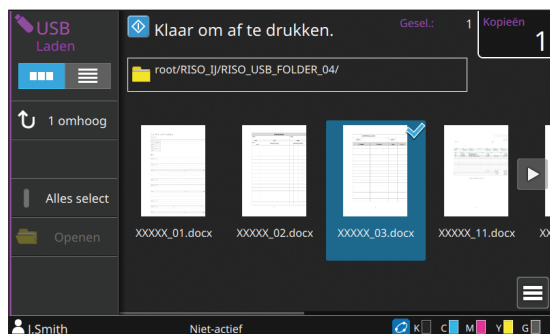 USB
Laden
Klaar om af te drukken.
Gesel.: 1
Kopieën
1
root/RISO_IJ/RISO_USB_FOLDER_04/
1 omhoog
Alles select
Openen
XXXXX_01.docx
XXXXX_02.docx
XXXXX_03.docx
XXXXX_11.docx
XX
J.Smith
Niet-actief
K C M Y G